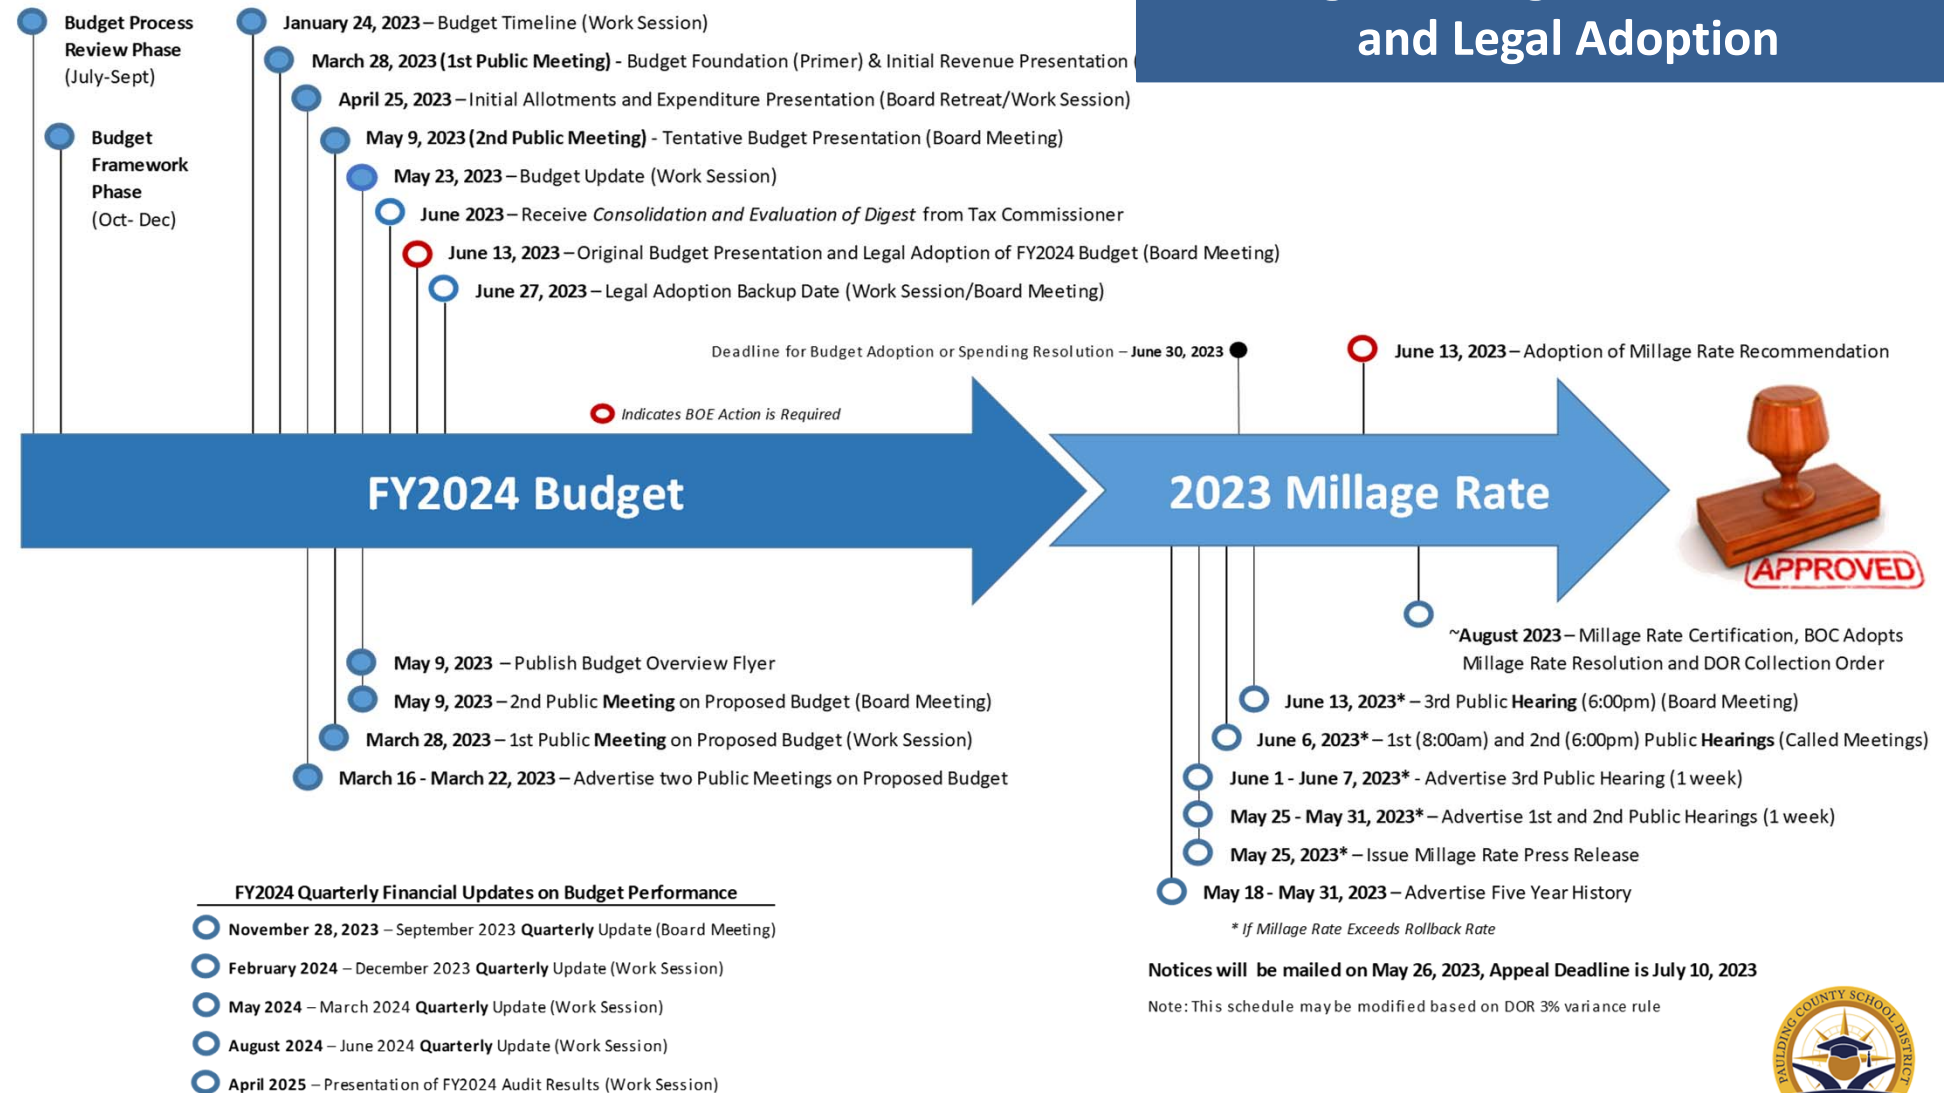 and Legal Adoption
Budget Process
Review Phase
(July-Sept)
Budget
Framework
Phase
(Oct- Dec)
January 24, 2023 – Budget Timeline (Work Session)
March 28, 2023 (1st Public Meeting) - Budget Foundation (Primer) & Initial Revenue Presentation (
April 25, 2023 – Initial Allotments and Expenditure Presentation (Board Retreat/Work Session)
May 9, 2023 (2nd Public Meeting) - Tentative Budget Presentation (Board Meeting)
May 23, 2023 – Budget Update (Work Session)
June 2023 – Receive Consolidation and Evaluation of Digest from Tax Commissioner
June 13, 2023 – Original Budget Presentation and Legal Adoption of FY2024 Budget (Board Meeting)
June 27, 2023 – Legal Adoption Backup Date (Work Session/Board Meeting)
Deadline for Budget Adoption or Spending Resolution – June 30, 2023
June 13, 2023 – Adoption of Millage Rate Recommendation
Indicates BOE Action is Required
FY2024 Budget
2023 Millage Rate
APPROVED
May 9, 2023 – Publish Budget Overview Flyer
May 9, 2023 – 2nd Public Meeting on Proposed Budget (Board Meeting)
March 28, 2023 – 1st Public Meeting on Proposed Budget (Work Session)
March 16 - March 22, 2023 – Advertise two Public Meetings on Proposed Budget
~August 2023 – Millage Rate Certification, BOC Adopts
Millage Rate Resolution and DOR Collection Order
June 13, 2023* – 3rd Public Hearing (6:00pm) (Board Meeting)
June 6, 2023* – 1st (8:00am) and 2nd (6:00pm) Public Hearings (Called Meetings)
June 1 - June 7, 2023* - Advertise 3rd Public Hearing (1 week)
May 25 - May 31, 2023* – Advertise 1st and 2nd Public Hearings (1 week)
May 25, 2023* – Issue Millage Rate Press Release
May 18 - May 31, 2023 – Advertise Five Year History
* If Millage Rate Exceeds Rollback Rate
Notices will be mailed on May 26, 2023, Appeal Deadline is July 10, 2023
Note: This schedule may be modified based on DOR 3% variance rule
FY2024 Quarterly Financial Updates on Budget Performance
November 28, 2023 – September 2023 Quarterly Update (Board Meeting)
February 2024 – December 2023 Quarterly Update (Work Session)
May 2024 – March 2024 Quarterly Update (Work Session)
August 2024 – June 2024 Quarterly Update (Work Session)
April 2025 – Presentation of FY2024 Audit Results (Work Session)
PAULDING COUNTY SCHOOL DISTRICT